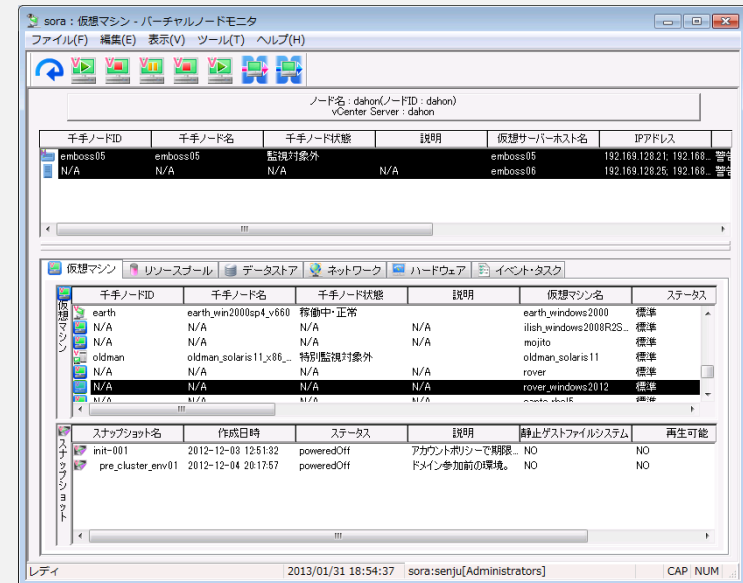 sora : 仮想マシン - バーチャルノードモニタ
ファイル(F) 編集(E) 表示(V) ツール(T) ヘルプ(H)
ノード名 : dahon(ノードID : dahon)
vCenter Server : dahon
千手ノードID 千手ノード名 千手ノード状態 説明 仮想サーバーホスト名 IPアドレス
emboss05 emboss05 監視対象外 emboss05 192.169.128.21; 192.168... 警告
N/A N/A N/A N/A emboss06 192.169.128.25; 192.168... 警告
仮想マシン リソースプール データストア ネットワーク ハードウェア イベント・タスク
仮想マシン
千手ノードID 千手ノード名 千手ノード状態 説明 仮想マシン名 ステータス
earth earth_win2000sp4_v660 稼働中・正常 earth_windows2000 標準
N/A N/A N/A N/A ilish_windows2008R2S... 標準
N/A N/A N/A N/A mojito 標準
oldman oldman_solaris11_x86_... 特別監視対象外 oldman_solaris11 標準
N/A N/A N/A N/A rover 標準
N/A N/A N/A N/A rover_windows2012 標準
N/A N/A N/A N/A 標準
スナップショット
スナップショット名 作成日時 ステータス 説明 静止ゲストファイルシステム 再生可能
init-001 2012-12-03 12:51:32 poweredOff アカウントポリシーで期限... NO NO
pre_cluster_env01 2012-12-04 20:17:57 poweredOff ドメイン参加前の環境。 NO NO
レディ 2013/01/31 18:54:37 sora:senju[Administrators] CAP NUM